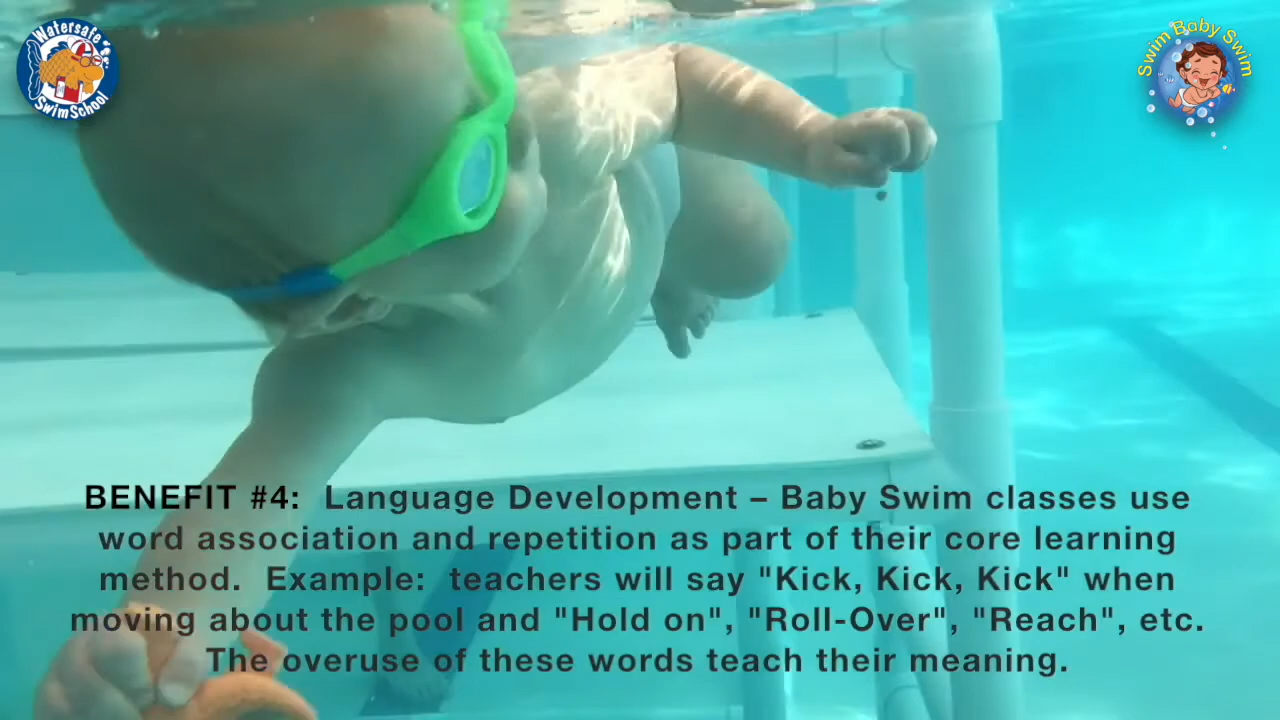 Watersafe
SwimSchool
Swim Baby Swim
BENEFIT #4:  Language Development – Baby Swim classes use
word association and repetition as part of their core learning
method.  Example:  teachers will say "Kick, Kick, Kick" when
moving about the pool and "Hold on", "Roll-Over", "Reach", etc.
The overuse of these words teach their meaning.